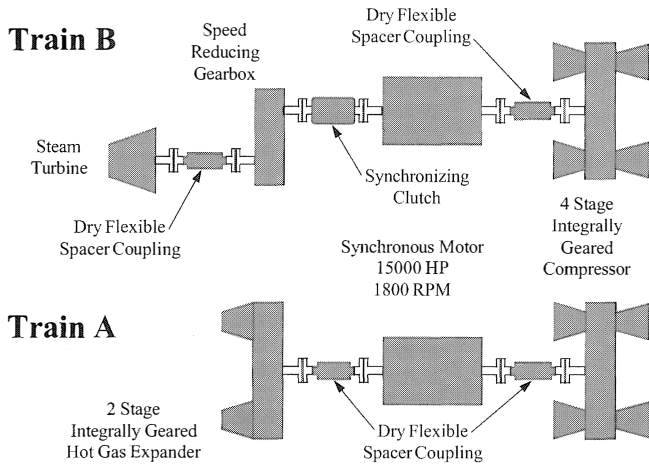 Train B
Speed
Reducing
Gearbox
Dry Flexible
Spacer Coupling
Steam
Turbine
Dry Flexible
Spacer Coupling
Synchronizing
Clutch
4 Stage
Integrally
Geared
Compressor
Synchronous Motor
15000 HP
1800 RPM
Train A
2 Stage
Integrally Geared
Hot Gas Expander
Dry Flexible
Spacer Coupling